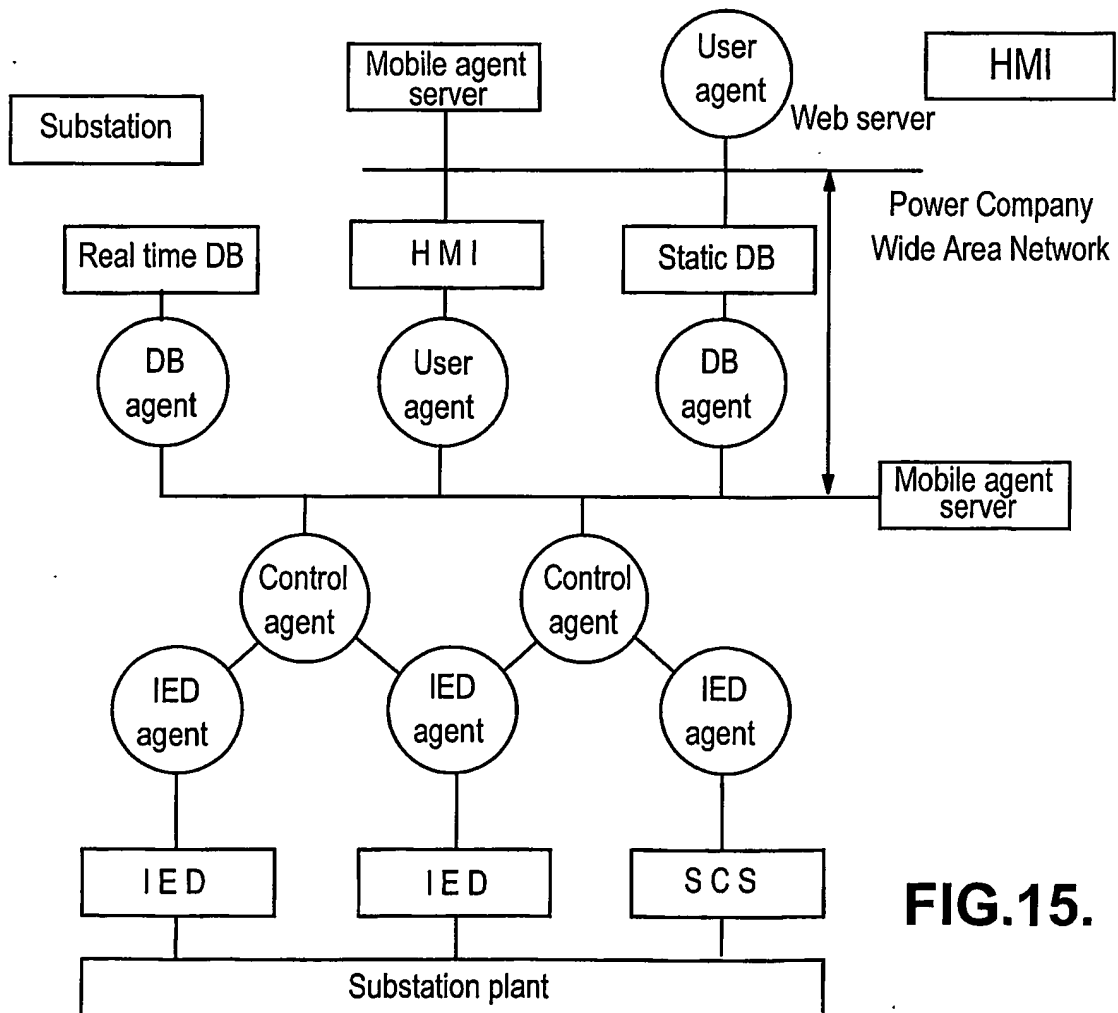 Mobile agent
server
User
agent
HMI
Substation
Web server
Power Company
Wide Area Network
Real time DB
H M I
Static DB
DB
agent
User
agent
DB
agent
Mobile agent
server
Control
agent
Control
agent
IED
agent
IED
agent
IED
agent
I E D
I E D
S C S
FIG.15.
Substation plant